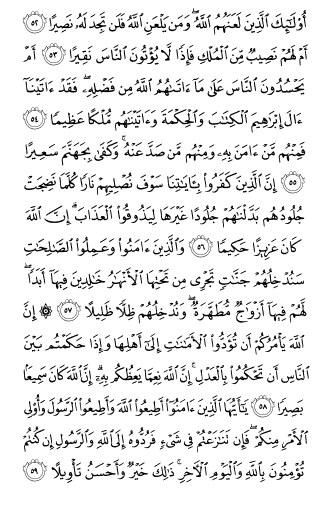 أُو۟لَـٰٓئِكَ ٱلَّذِينَ لَعَنَهُمُ ٱللَّهُ ۖ وَمَن يَلْعَنِ ٱللَّهُ فَلَن تَجِدَ لَهُۥ نَصِيرًا ۝٥٢
أَمْ لَهُمْ نَصِيبٌ مِّنَ ٱلْمُلْكِ فَإِذًا لَّا يُؤْتُونَ ٱلنَّاسَ نَقِيرًا ۝٥٣ أَمْ
يَحْسُدُونَ ٱلنَّاسَ عَلَىٰ مَآ ءَاتَىٰهُمُ ٱللَّهُ مِن فَضْلِهِۦ ۖ فَقَدْ ءَاتَيْنَآ
ءَالَ إِبْرَٰهِيمَ ٱلْكِتَـٰبَ وَٱلْحِكْمَةَ وَءَاتَيْنَـٰهُم مُّلْكًا عَظِيمًا ۝٥٤
فَمِنْهُم مَّنْ ءَامَنَ بِهِۦ وَمِنْهُم مَّن صَدَّ عَنْهُ ۚ وَكَفَىٰ بِجَهَنَّمَ سَعِيرًا
۝٥٥ إِنَّ ٱلَّذِينَ كَفَرُوا۟ بِـَٔايَـٰتِنَا سَوْفَ نُصْلِيهِمْ نَارًا كُلَّمَا نَضِجَتْ
جُلُودُهُم بَدَّلْنَـٰهُمْ جُلُودًا غَيْرَهَا لِيَذُوقُوا۟ ٱلْعَذَابَ ۗ إِنَّ ٱللَّهَ
كَانَ عَزِيزًا حَكِيمًا ۝٥٦ وَٱلَّذِينَ ءَامَنُوا۟ وَعَمِلُوا۟ ٱلصَّـٰلِحَـٰتِ
سَنُدْخِلُهُمْ جَنَّـٰتٍ تَجْرِى مِن تَحْتِهَا ٱلْأَنْهَـٰرُ خَـٰلِدِينَ فِيهَآ أَبَدًا ۖ
لَّهُمْ فِيهَآ أَزْوَٰجٌ مُّطَهَّرَةٌ ۖ وَنُدْخِلُهُمْ ظِلًّا ظَلِيلًا ۝٥٧ ۞ إِنَّ
ٱللَّهَ يَأْمُرُكُمْ أَن تُؤَدُّوا۟ ٱلْأَمَـٰنَـٰتِ إِلَىٰٓ أَهْلِهَا وَإِذَا حَكَمْتُم بَيْنَ
ٱلنَّاسِ أَن تَحْكُمُوا۟ بِٱلْعَدْلِ ۚ إِنَّ ٱللَّهَ نِعِمَّا يَعِظُكُم بِهِۦٓ ۗ إِنَّ ٱللَّهَ كَانَ سَمِيعًۢا
بَصِيرًا ۝٥٨ يَـٰٓأَيُّهَا ٱلَّذِينَ ءَامَنُوٓا۟ أَطِيعُوا۟ ٱللَّهَ وَأَطِيعُوا۟ ٱلرَّسُولَ وَأُو۟لِى
ٱلْأَمْرِ مِنكُمْ ۖ فَإِن تَنَـٰزَعْتُمْ فِى شَىْءٍ فَرُدُّوهُ إِلَى ٱللَّهِ وَٱلرَّسُولِ إِن كُنتُمْ
تُؤْمِنُونَ بِٱللَّهِ وَٱلْيَوْمِ ٱلْـَٔاخِرِ ۚ ذَٰلِكَ خَيْرٌ وَأَحْسَنُ تَأْوِيلًا ۝٥٩